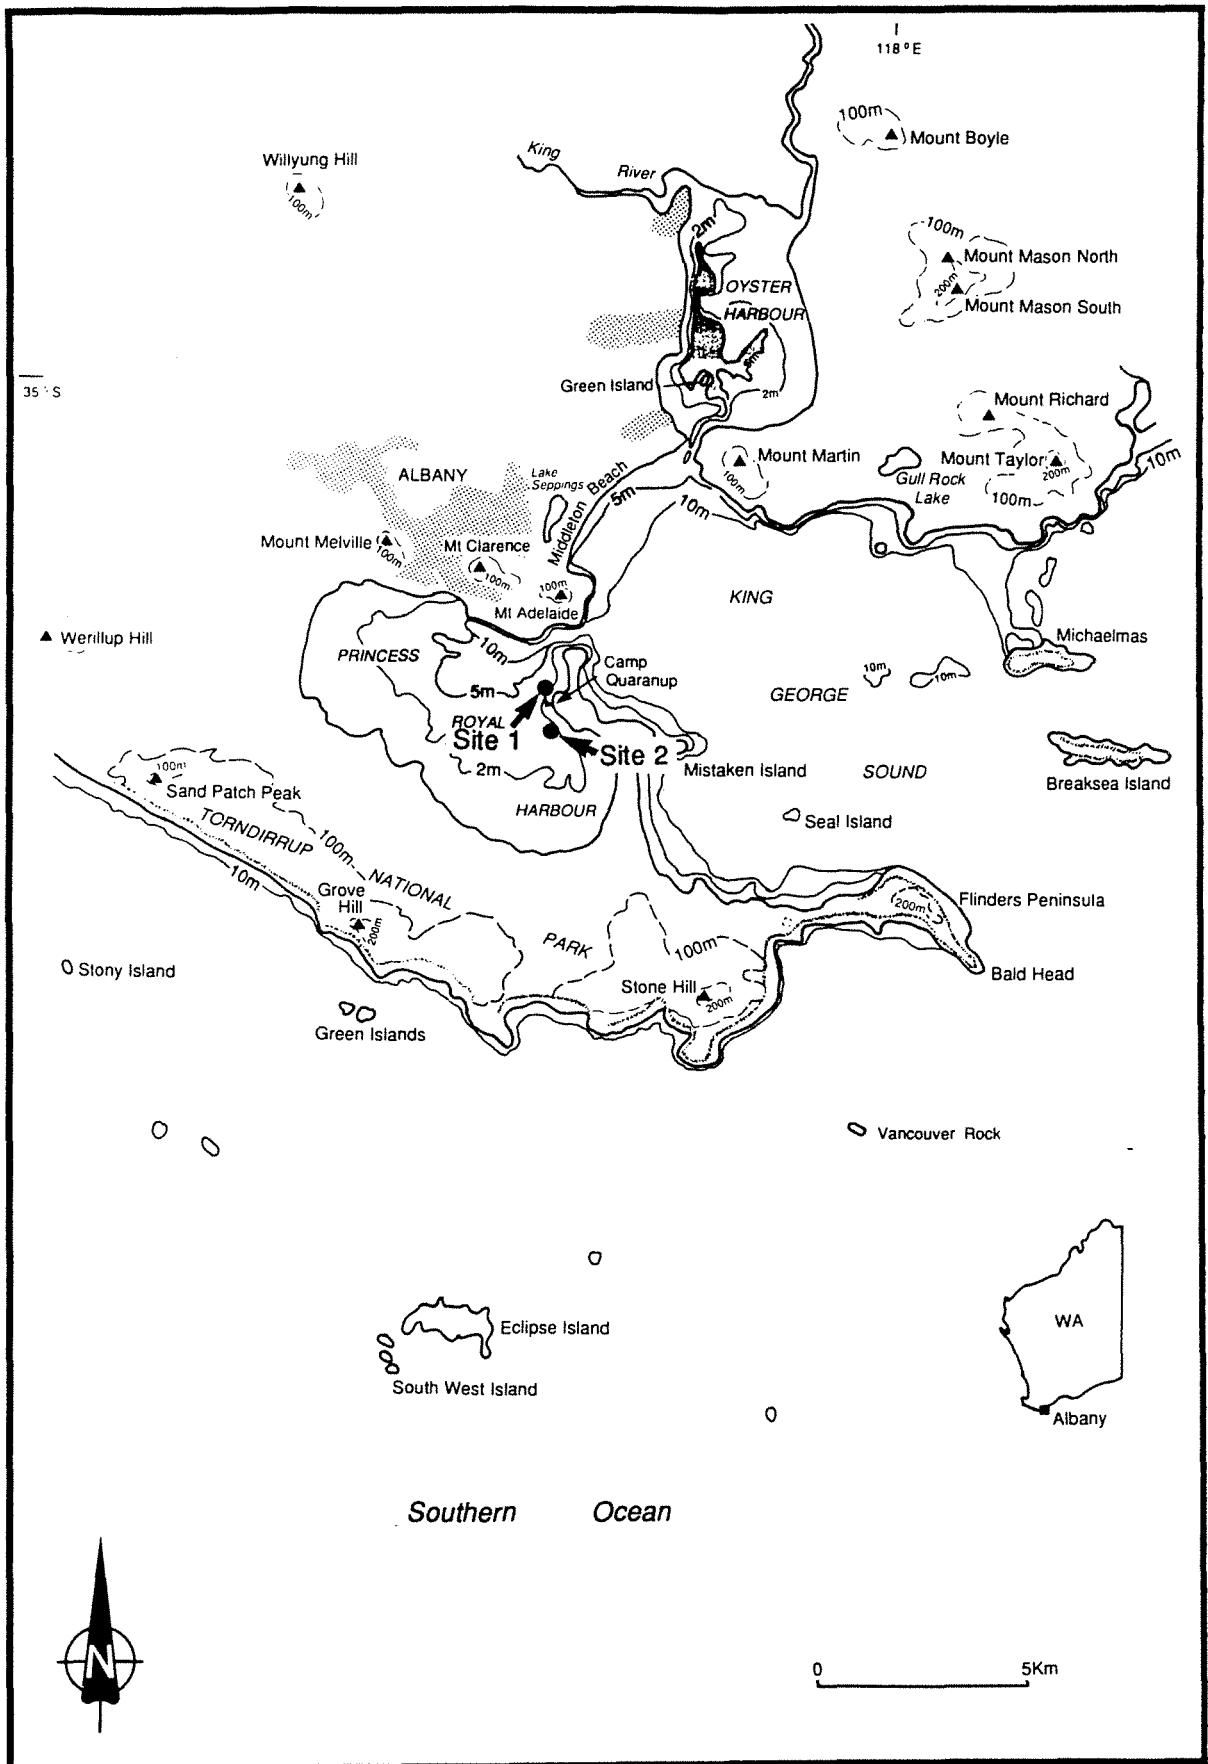 118°E
100m
Mount Boyle
Willyung Hill
100m
King
River
2m
100m
Mount Mason North
200m
Mount Mason South
OYSTER
HARBOUR
5m
2m
Green Island
35°S
Mount Richard
Mount Martin
100m
Gull Rock
Lake
Mount Taylor
200m
100m
10m
ALBANY
Lake
Seppings
Middleton Beach
5m
10m
Mount Melville
100m
Mt Clarence
100m
100m
Mt Adelaide
KING
Werillup Hill
PRINCESS
10m
Camp
Quaranup
Michaelmas
10m
10m
GEORGE
5m
ROYAL
Site 1
Site 2
2m
Mistaken Island
SOUND
Breaksea Island
HARBOUR
Seal Island
100m
Sand Patch Peak
TORNDIRRUP
100m
NATIONAL
10m
Grove
Hill
200m
PARK
100m
200m
Flinders Peninsula
Stony Island
Stone Hill
200m
Bald Head
Green Islands
Vancouver Rock
Eclipse Island
South West Island
WA
Albany
Southern Ocean
N
0 5Km